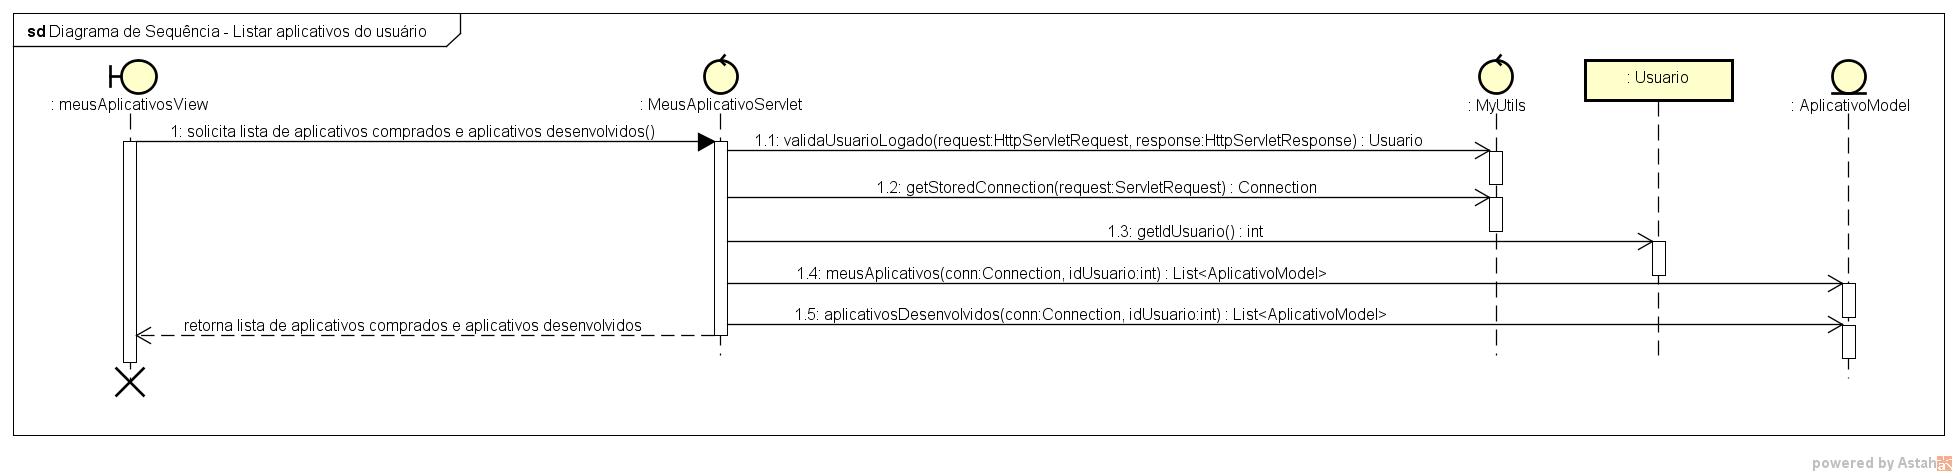 sd Diagrama de Sequência - Listar aplicativos do usuário
: meusAplicativosView
: MeusAplicativoServlet
: MyUtils
: Usuario
: AplicativoModel
1: solicita lista de aplicativos comprados e aplicativos desenvolvidos()
1.1: validaUsuarioLogado(request:HttpServletRequest, response:HttpServletResponse) : Usuario
1.2: getStoredConnection(request:ServletRequest) : Connection
1.3: getIdUsuario() : int
1.4: meusAplicativos(conn:Connection, idUsuario:int) : List<AplicativoModel>
1.5: aplicativosDesenvolvidos(conn:Connection, idUsuario:int) : List<AplicativoModel>
retorna lista de aplicativos comprados e aplicativos desenvolvidos
powered by Astah